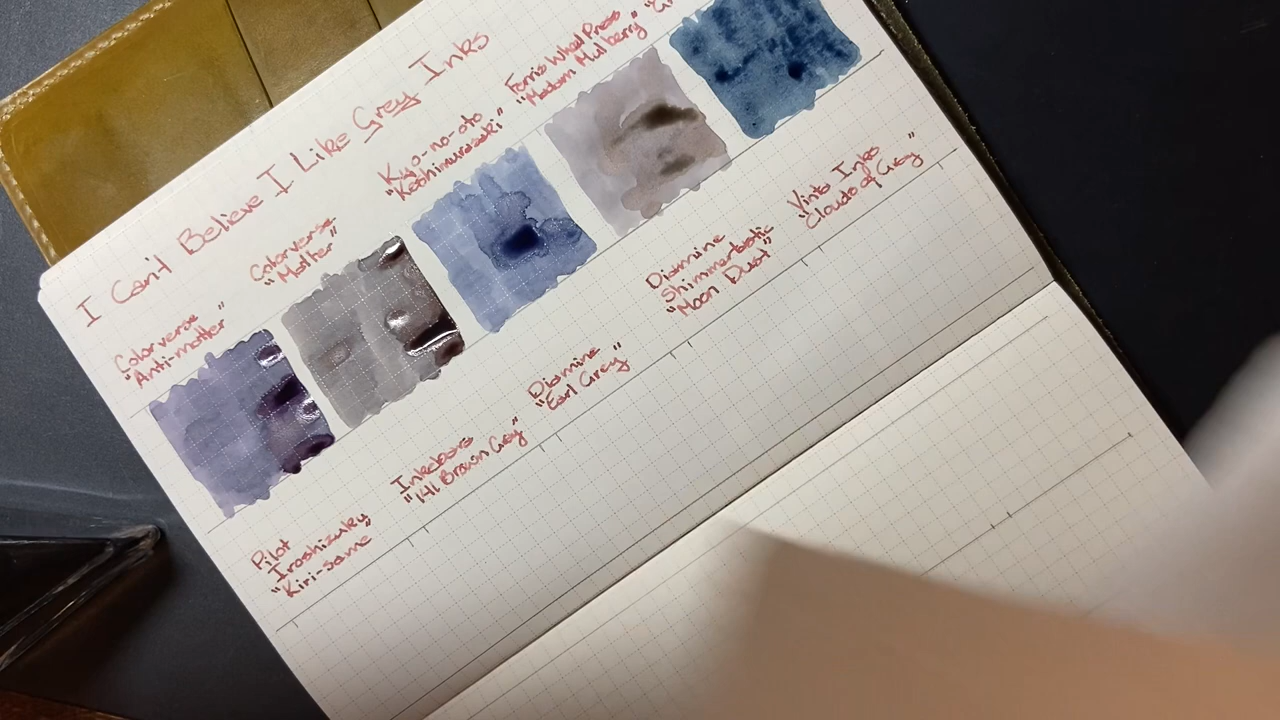 I Can't Believe I Like Grey Inks
Colorverse
"Anti-matter"
Colorverse
"Matter"
Kyo-no-oto
"Keshimurasaki"
Ferris Wheel Press
"Madam Mulberry"
Pilot
Iroshizuku
"Kiri-same"
Inkebara
"141 Brown Grey"
Diamine
"Earl Grey"
Diamine
Shimmertastic
"Moon Dust"
Vinta Inks
"Clouds of Grey"